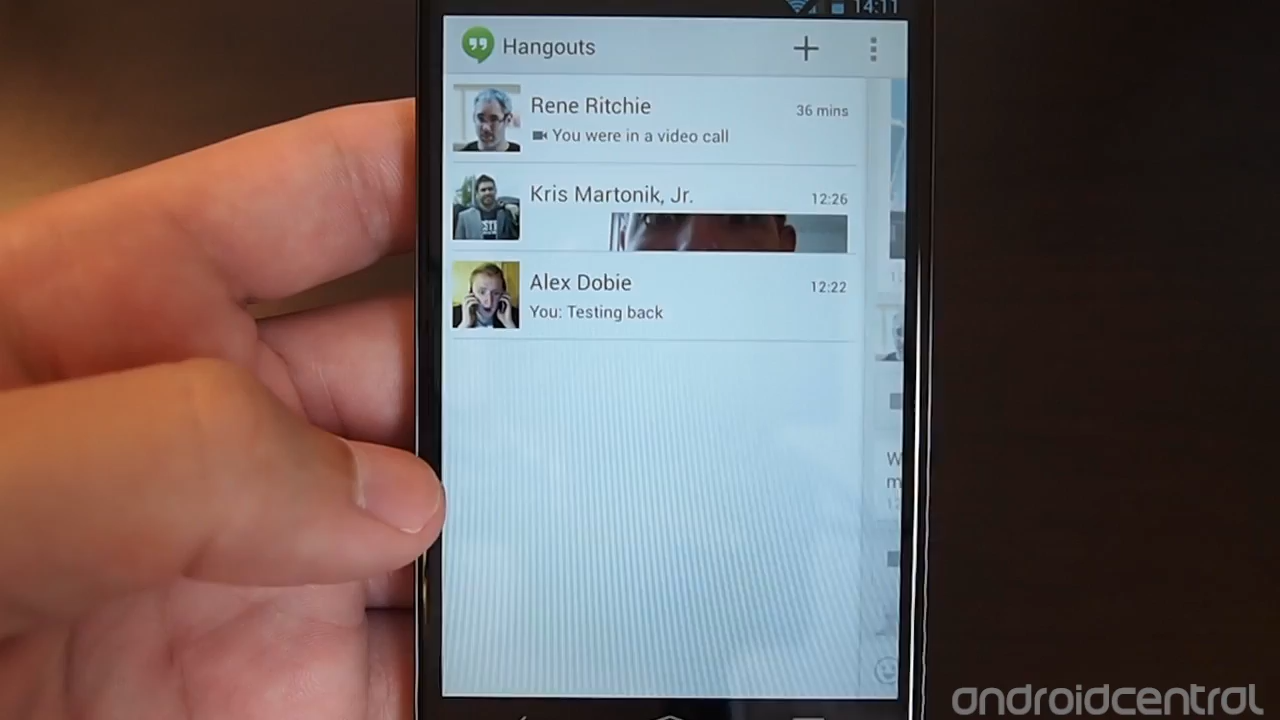 14:11
Hangouts
Rene Ritchie
36 mins
You were in a video call
Kris Martonik, Jr.
12:26
Alex Dobie
12:22
You: Testing back
W
m
androidcentral